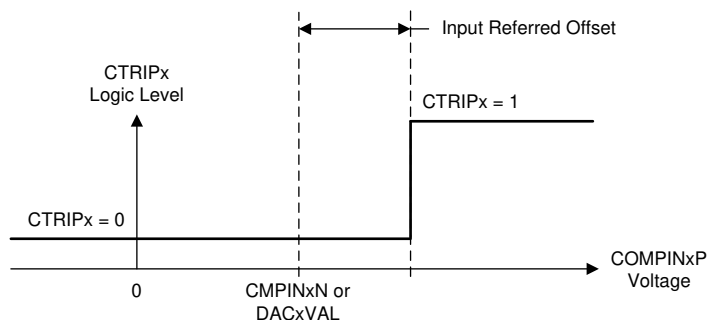 Input Referred Offset
CTRIPx
Logic Level
CTRIPx = 1
CTRIPx = 0
COMPINxP
Voltage
0
CMPINxN or
DACxVAL